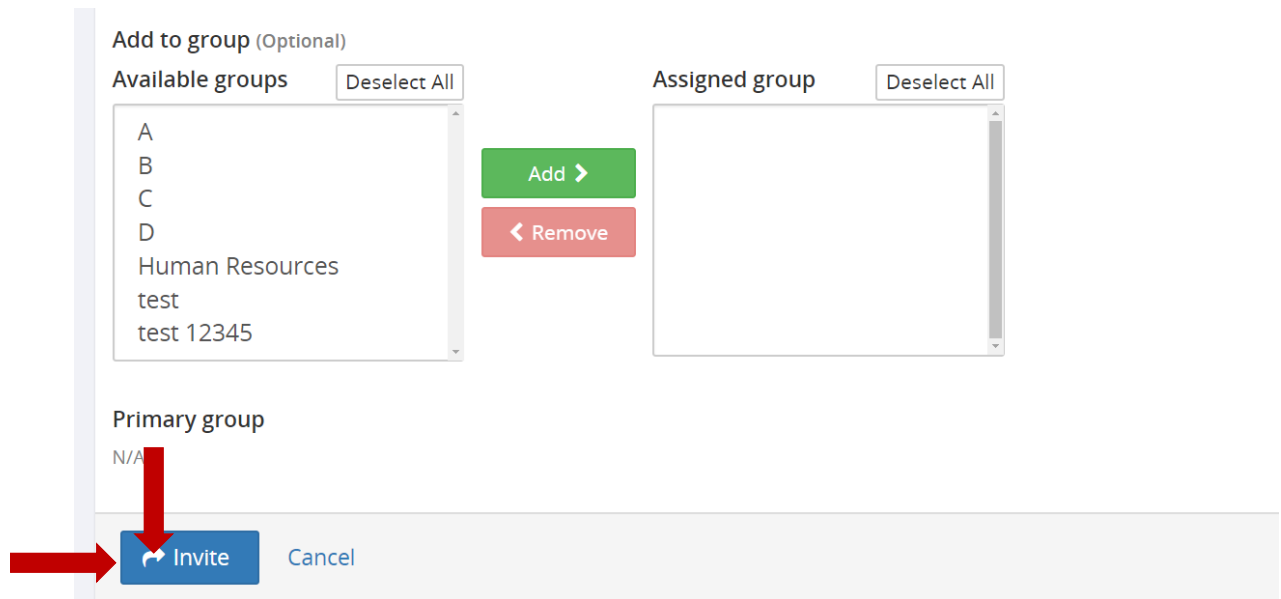 Add to group (Optional)
Available groups
Deselect All
Assigned group
Deselect All
A
B
C
D
Human Resources
test
test 12345
Add
Remove
Primary group
N/A
Invite
Cancel